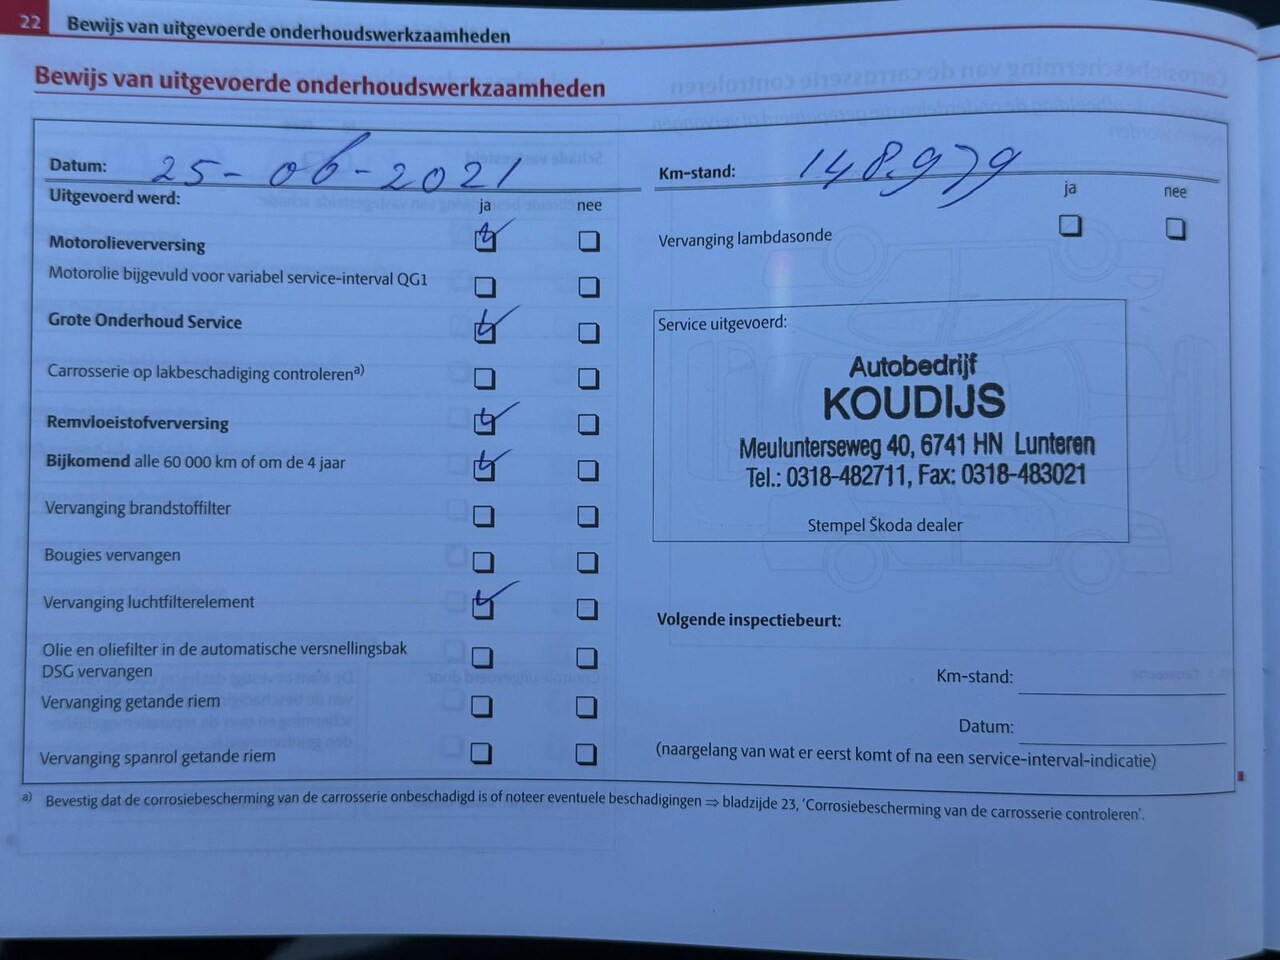 22 Bewijs van uitgevoerde onderhoudswerkzaamheden
Bewijs van uitgevoerde onderhoudswerkzaamheden
Datum: 25-06-2021
Uitgevoerd werd:
ja nee
Motorolieverversing
Motorolie bijgevuld voor variabel service-interval QG1
Grote Onderhoud Service
Carrosserie op lakbeschadiging controlerenᵃ⁾
Remvloeistofverversing
Bijkomend alle 60 000 km of om de 4 jaar
Vervanging brandstoffilter
Bougies vervangen
Vervanging luchtfilterelement
Olie en oliefilter in de automatische versnellingsbak
DSG vervangen
Vervanging getande riem
Vervanging spanrol getande riem
Km-stand: 148.979
ja nee
Vervanging lambdasonde
Service uitgevoerd:
Autobedrijf
KOUDIJS
Meulunterseweg 40, 6741 HN Lunteren
Tel.: 0318-482711, Fax: 0318-483021
Stempel Škoda dealer
Volgende inspectiebeurt:
Km-stand:
Datum:
(naargelang van wat er eerst komt of na een service-interval-indicatie)
ᵃ⁾ Bevestig dat de corrosiebescherming van de carrosserie onbeschadigd is of noteer eventuele beschadigingen ⇒ bladzijde 23, 'Corrosiebescherming van de carrosserie controleren'.